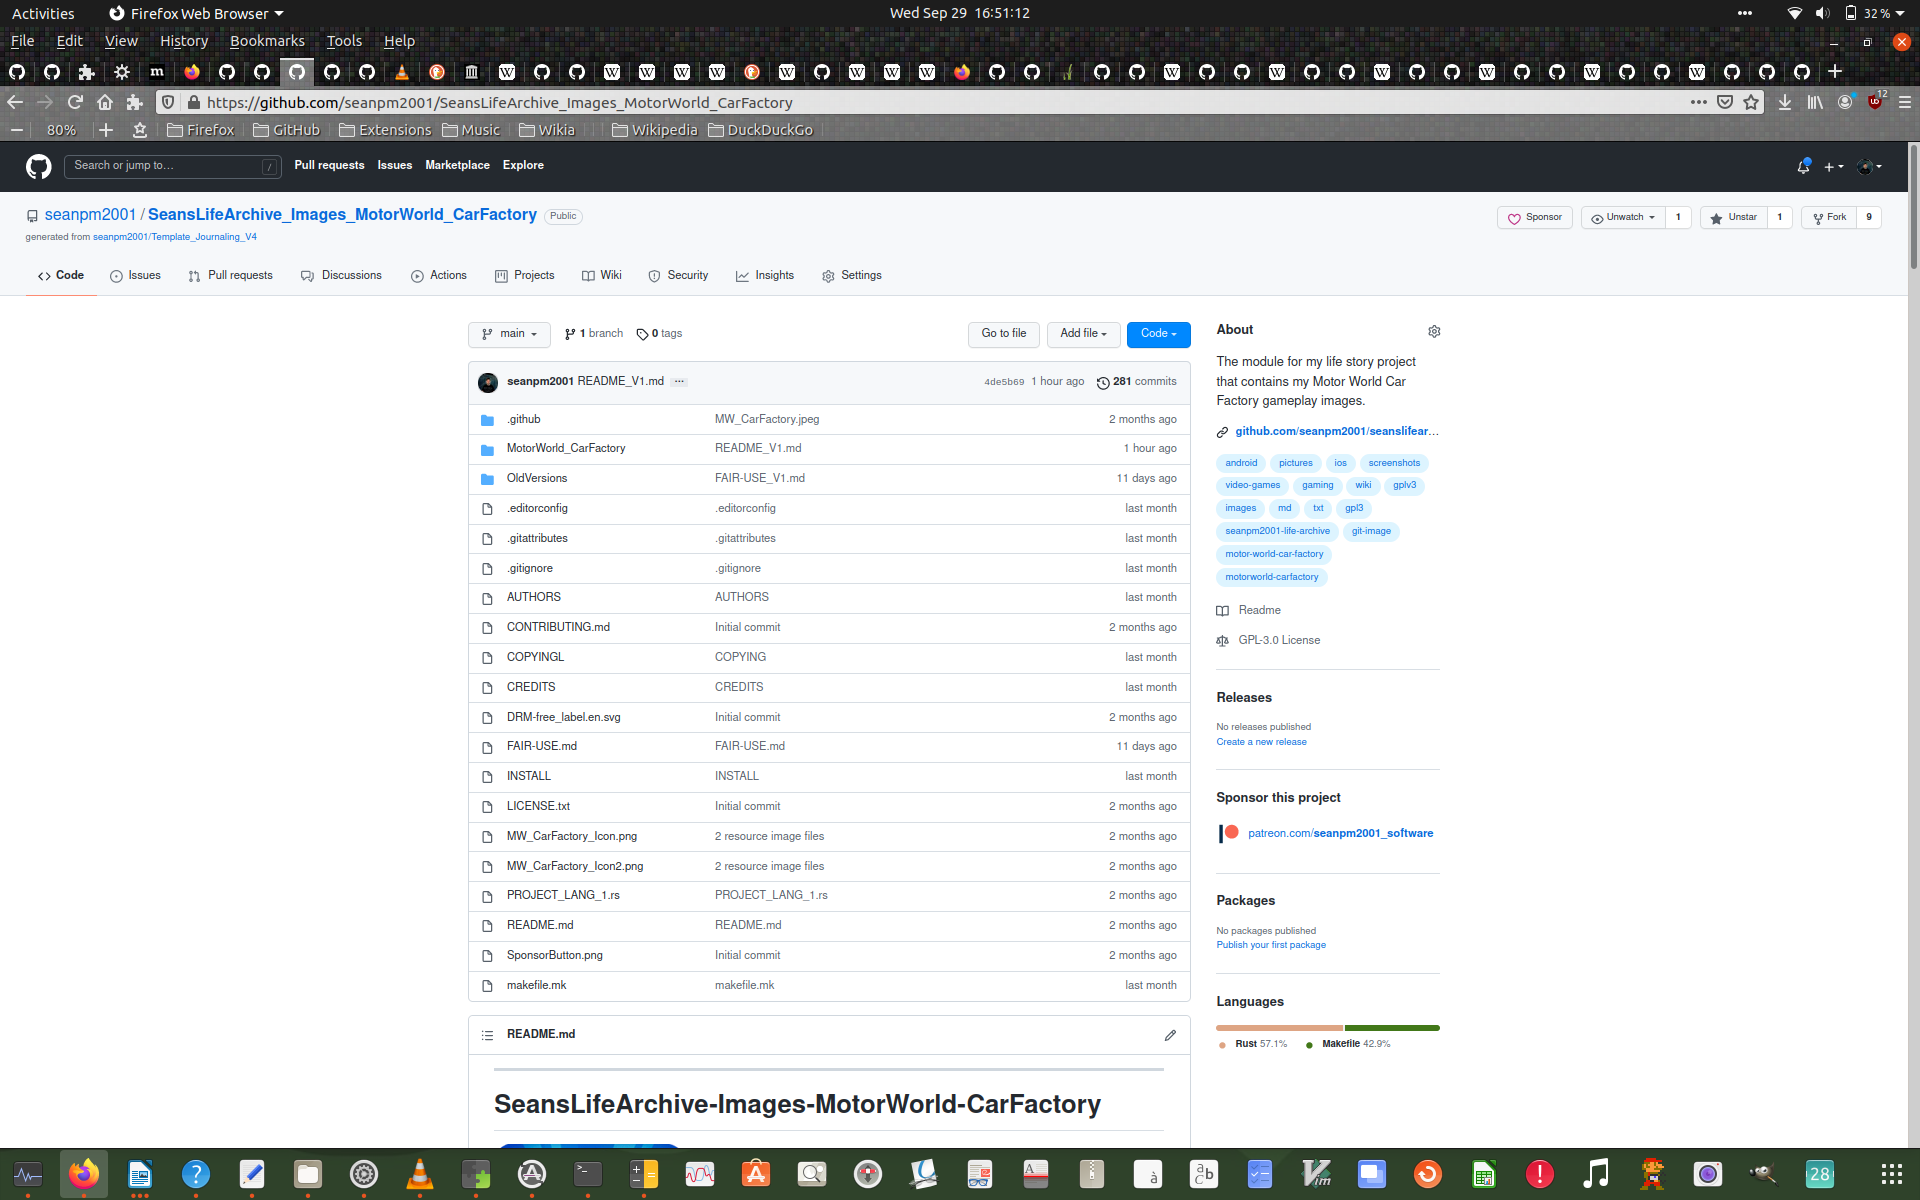 Activities Firefox Web Browser Wed Sep 29 16:51:12 32 %
File Edit View History Bookmarks Tools Help
https://github.com/seanpm2001/SeansLifeArchive_Images_MotorWorld_CarFactory 12
80% Firefox GitHub Extensions Music Wikia Wikipedia DuckDuckGo
Search or jump to… / Pull requests Issues Marketplace Explore
seanpm2001 / SeansLifeArchive_Images_MotorWorld_CarFactory Public Sponsor Unwatch 1 Unstar 1 Fork 9
generated from seanpm2001/Template_Journaling_V4
Code Issues Pull requests Discussions Actions Projects Wiki Security Insights Settings
main 1 branch 0 tags Go to file Add file Code
seanpm2001 README_V1.md ... 4de5b69 1 hour ago 281 commits
.github MW_CarFactory.jpeg 2 months ago
MotorWorld_CarFactory README_V1.md 1 hour ago
OldVersions FAIR-USE_V1.md 11 days ago
.editorconfig .editorconfig last month
.gitattributes .gitattributes last month
.gitignore .gitignore last month
AUTHORS AUTHORS last month
CONTRIBUTING.md Initial commit 2 months ago
COPYINGL COPYING last month
CREDITS CREDITS last month
DRM-free_label.en.svg Initial commit 2 months ago
FAIR-USE.md FAIR-USE.md 11 days ago
INSTALL INSTALL last month
LICENSE.txt Initial commit 2 months ago
MW_CarFactory_Icon.png 2 resource image files 2 months ago
MW_CarFactory_Icon2.png 2 resource image files 2 months ago
PROJECT_LANG_1.rs PROJECT_LANG_1.rs 2 months ago
README.md README.md 2 months ago
SponsorButton.png Initial commit 2 months ago
makefile.mk makefile.mk last month
README.md
SeansLifeArchive-Images-MotorWorld-CarFactory
About
The module for my life story project
that contains my Motor World Car
Factory gameplay images.
github.com/seanpm2001/seanslifear…
android pictures ios screenshots
video-games gaming wiki gplv3
images md txt gpl3
seanpm2001-life-archive git-image
motor-world-car-factory
motorworld-carfactory
Readme
GPL-3.0 License
Releases
No releases published
Create a new release
Sponsor this project
patreon.com/seanpm2001_software
Packages
No packages published
Publish your first package
Languages
Rust 57.1% Makefile 42.9%
28